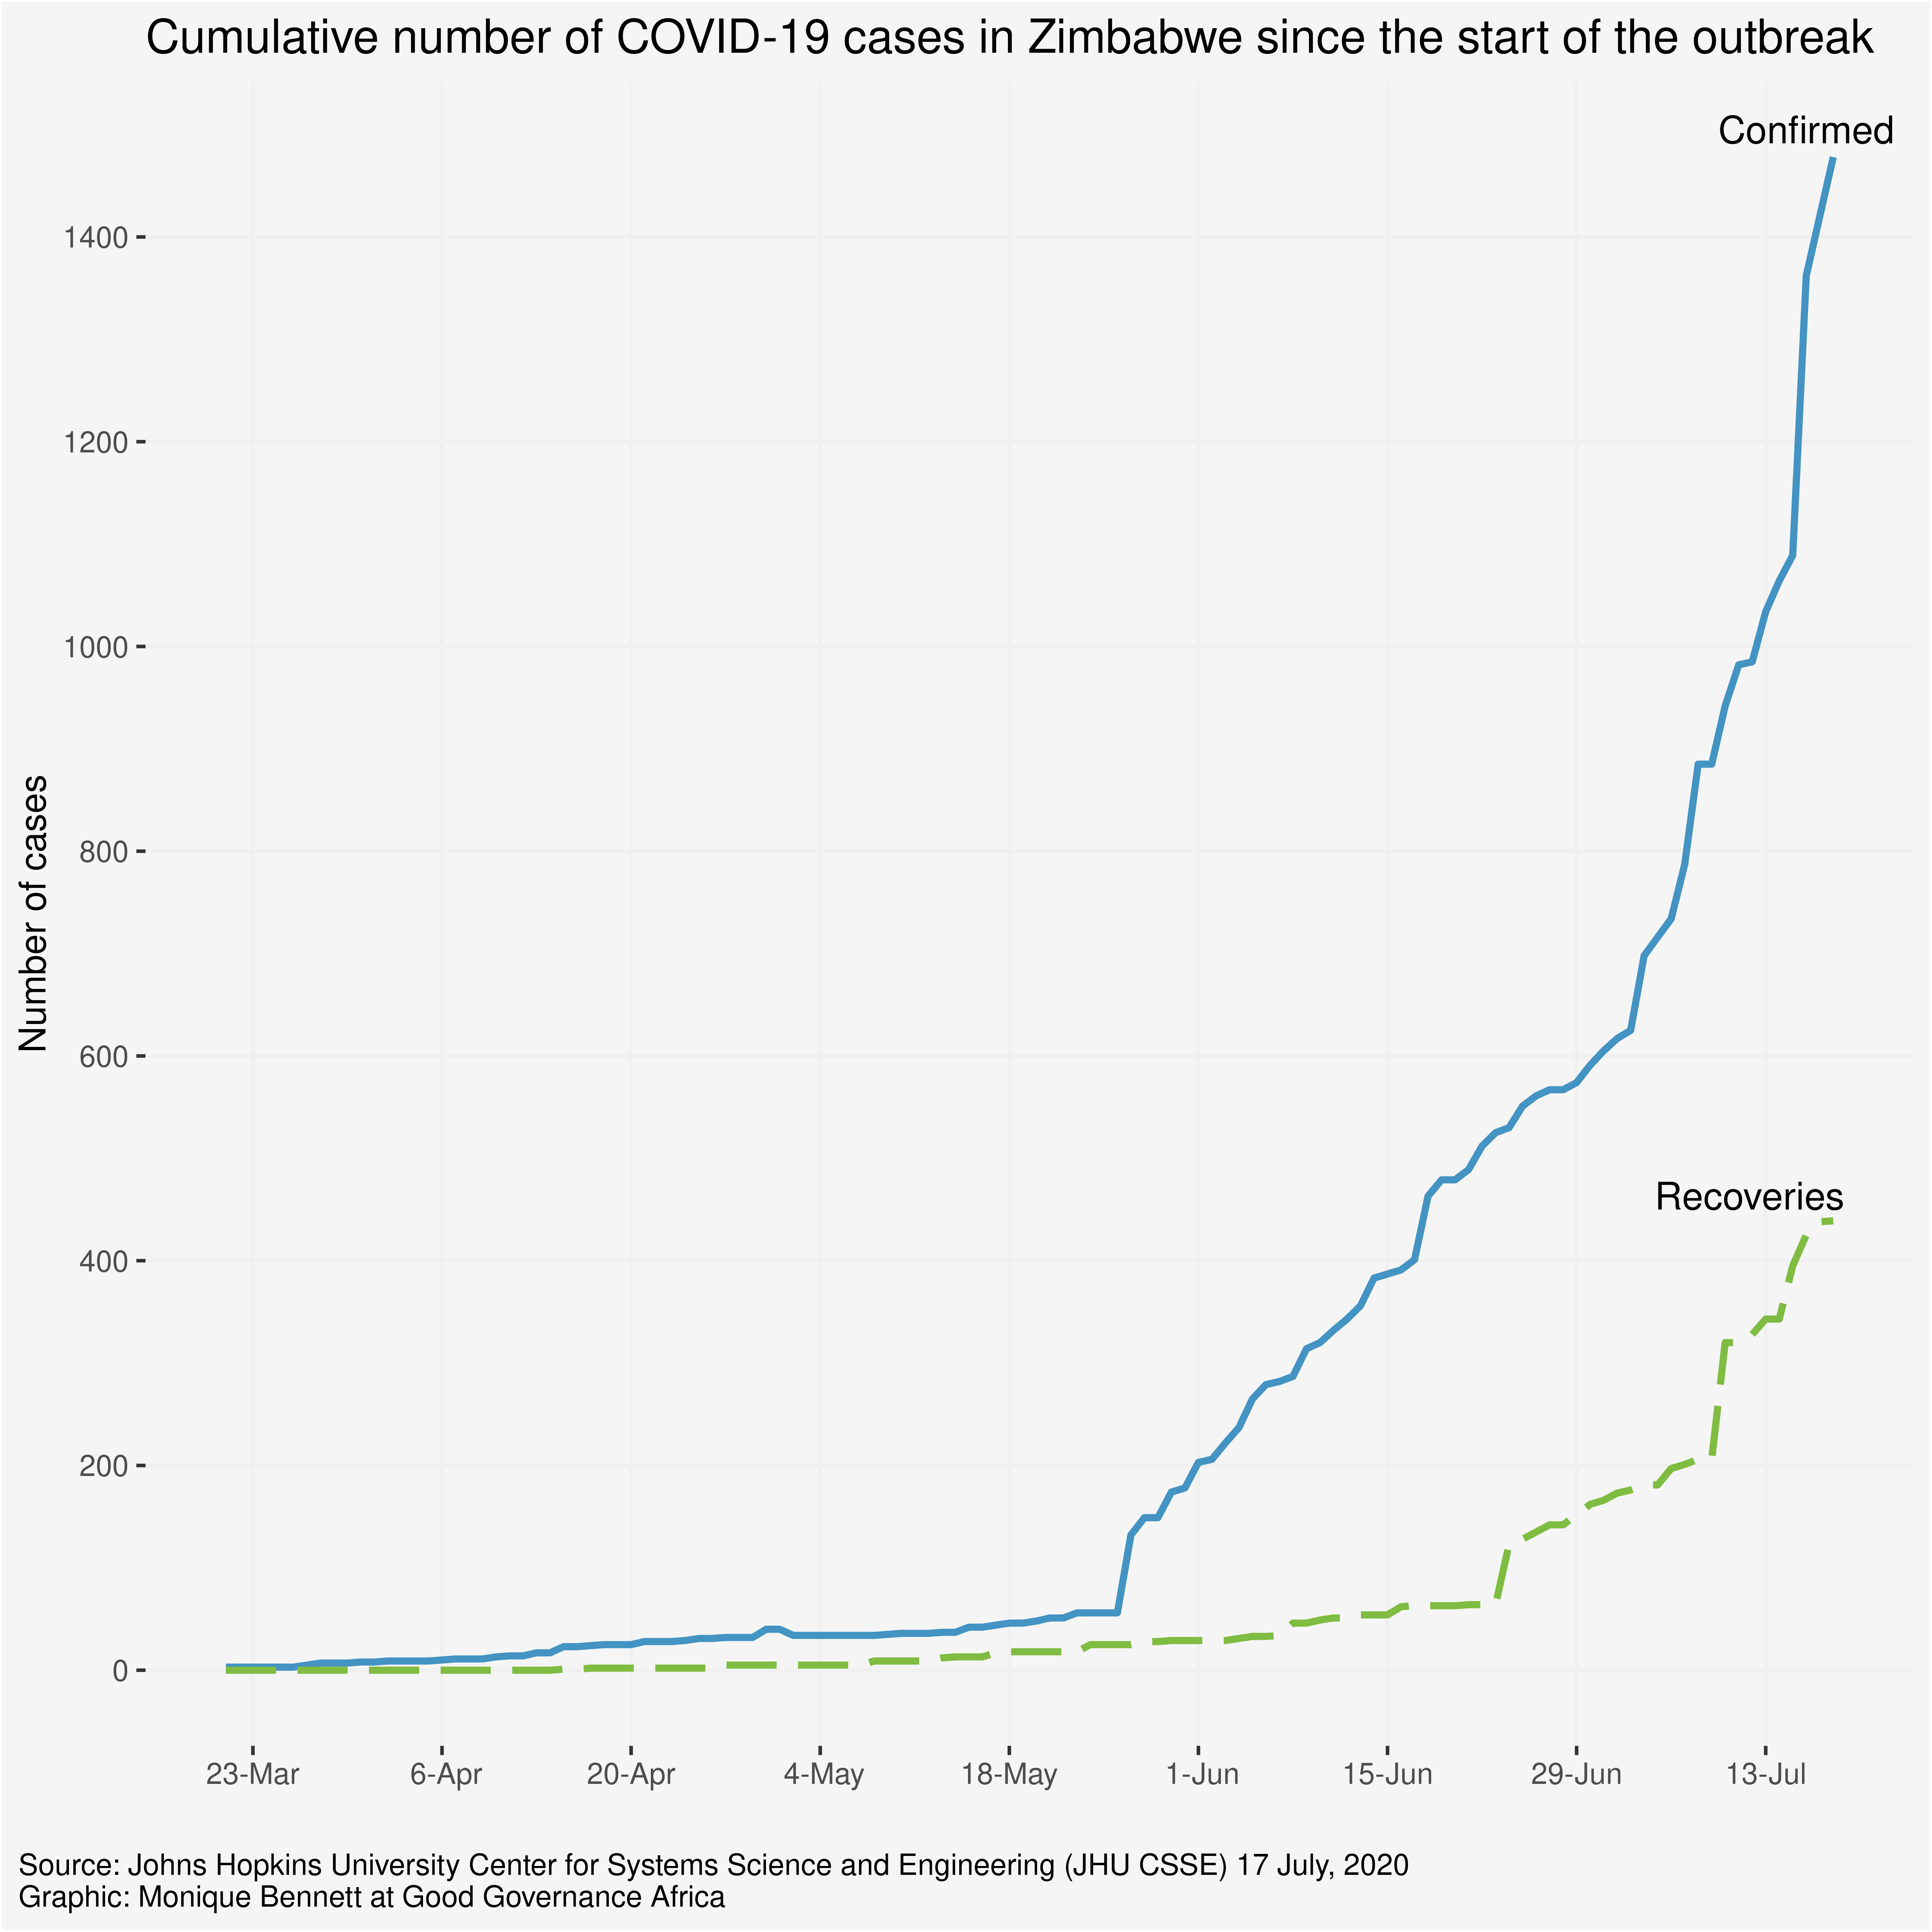 Cumulative number of COVID-19 cases in Zimbabwe since the start of the outbreak
Confirmed
1400
1200
1000
800
600
400
200
0
Number of cases
Recoveries
23-Mar 6-Apr 20-Apr 4-May 18-May 1-Jun 15-Jun 29-Jun 13-Jul
Source: Johns Hopkins University Center for Systems Science and Engineering (JHU CSSE) 17 July, 2020
Graphic: Monique Bennett at Good Governance Africa